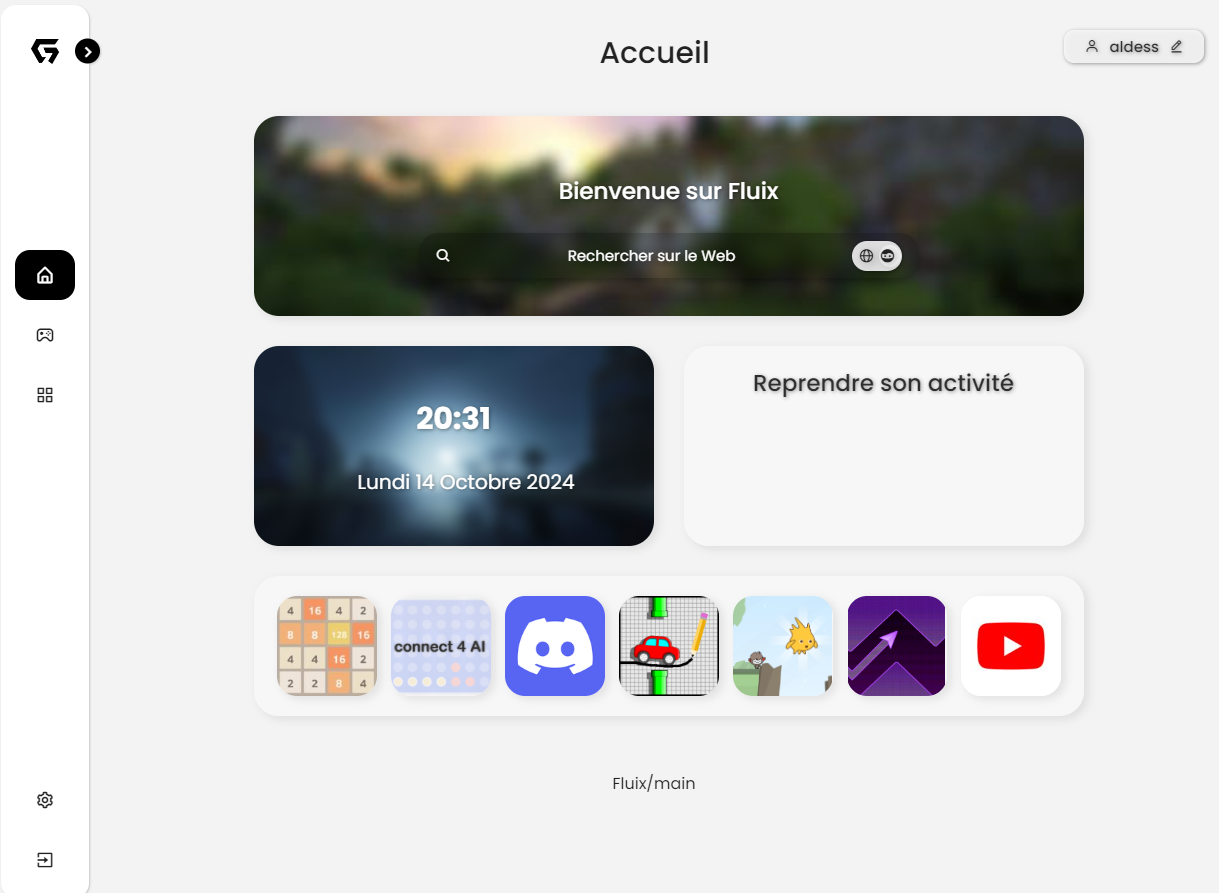 Accueil
aldess
Bienvenue sur Fluix
Rechercher sur le Web
20:31
Lundi 14 Octobre 2024
Reprendre son activité
4 16 4 2
8 8 128 16
4 4 16 2
2 2 8 4
connect 4 AI
Fluix/main